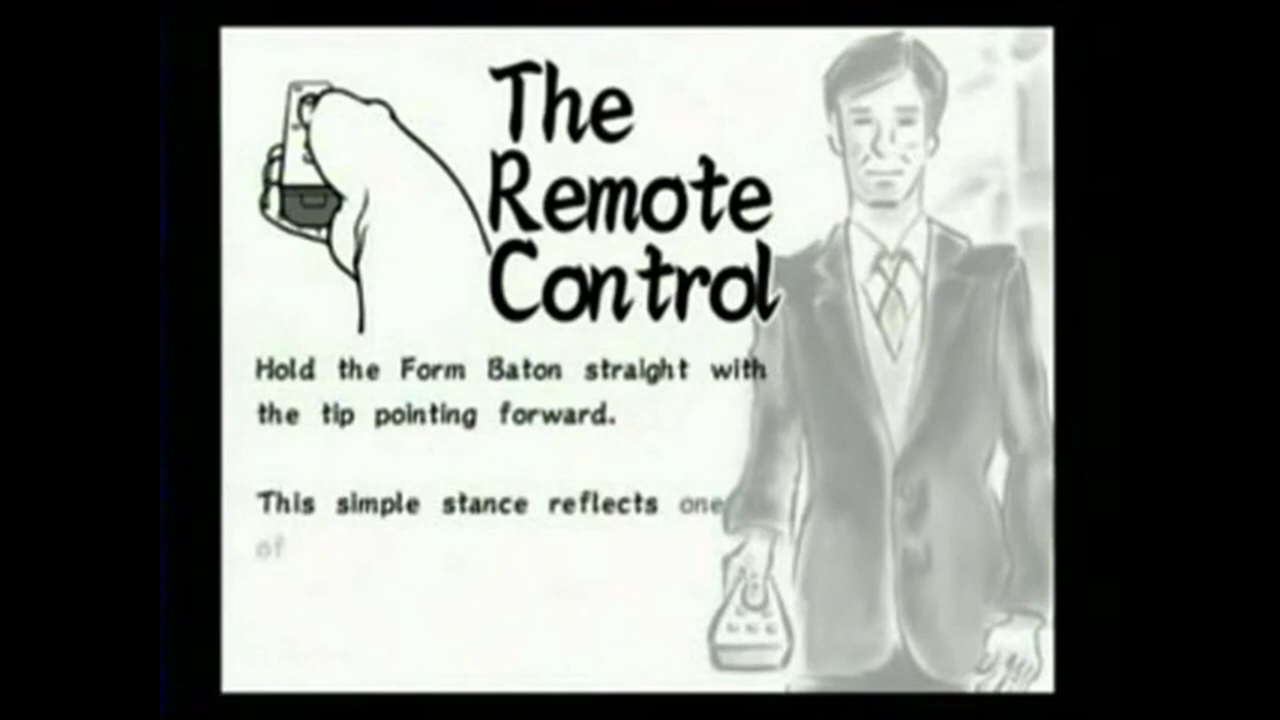 The
Remote
Control
Hold the Form Baton straight with
the tip pointing forward.
This simple stance reflects one
of